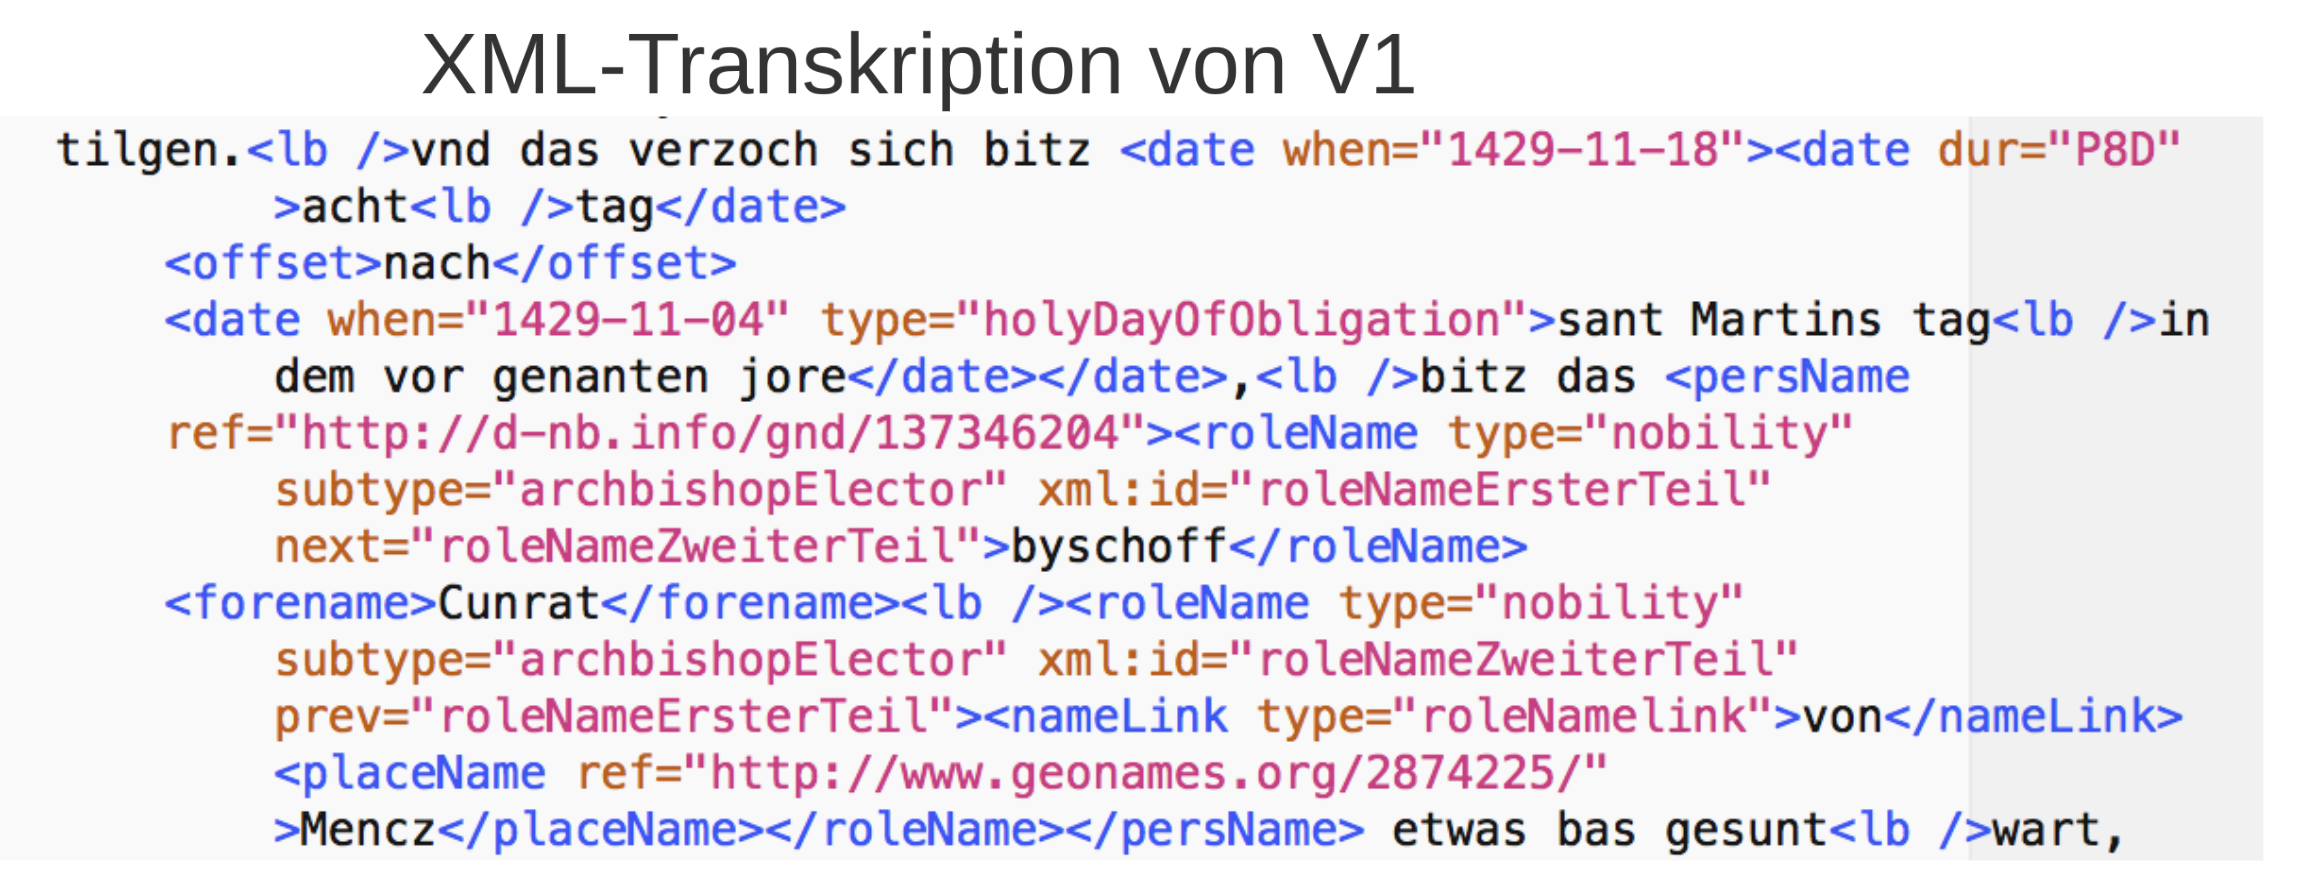 XML-Transkription von V1
tilgen.<lb />vnd das verzoch sich bitz <date when="1429-11-18"><date dur="P8D"
>acht<lb />tag</date>
<offset>nach</offset>
<date when="1429-11-04" type="holyDayOfObligation">sant Martins tag<lb />in
dem vor genanten jore</date></date>,<lb />bitz das <persName
ref="http://d-nb.info/gnd/137346204"><roleName type="nobility"
subtype="archbishopElector" xml:id="roleNameErsterTeil"
next="roleNameZweiterTeil">byschoff</roleName>
<forename>Cunrat</forename><lb /><roleName type="nobility"
subtype="archbishopElector" xml:id="roleNameZweiterTeil"
prev="roleNameErsterTeil"><nameLink type="roleNamelink">von</nameLink>
<placeName ref="http://www.geonames.org/2874225/"
>Mencz</placeName></roleName></persName> etwas bas gesunt<lb />wart,